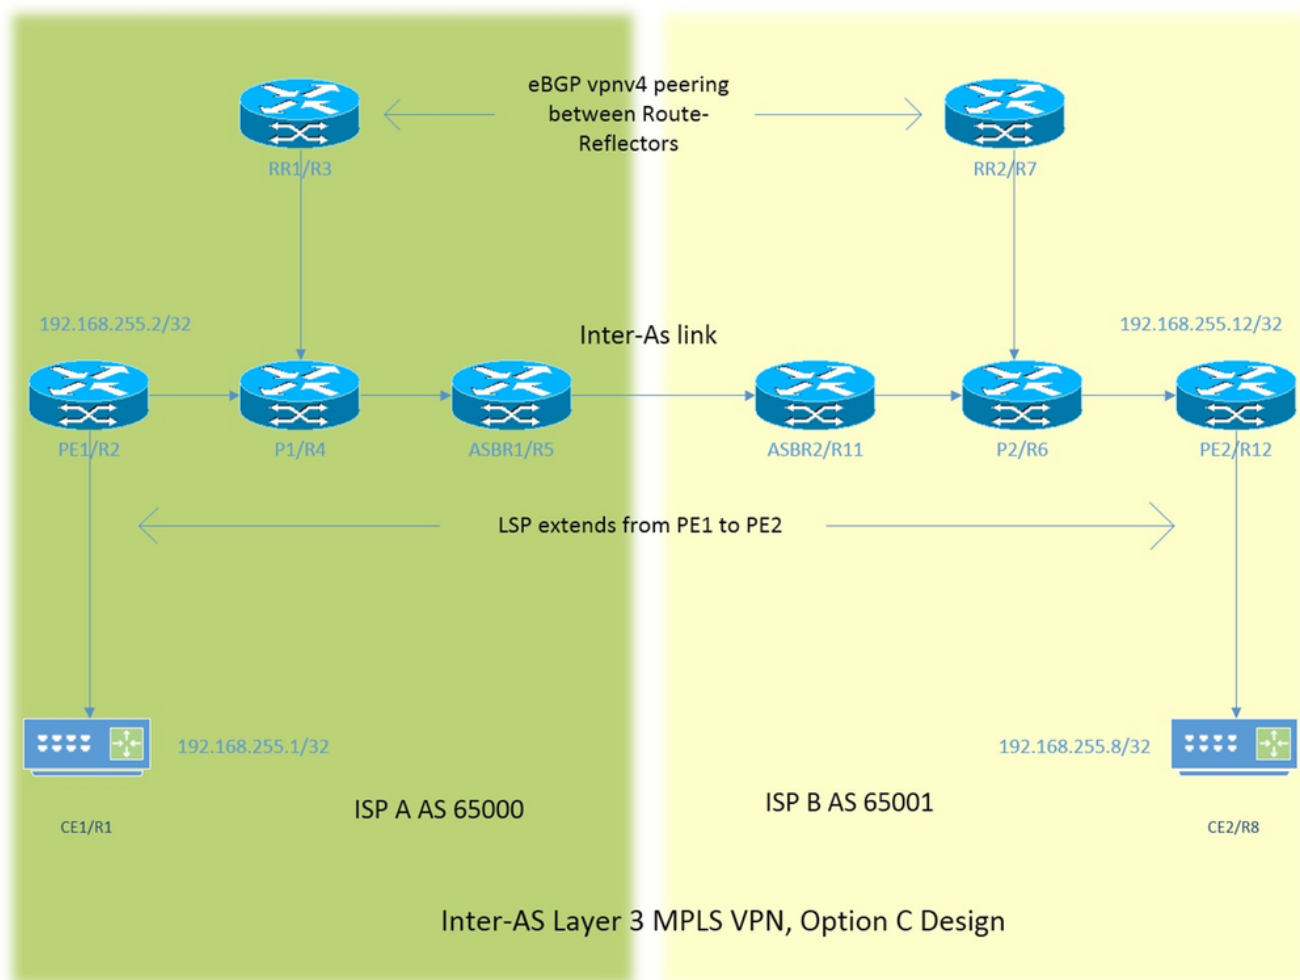 eBGP vpnv4 peering
between Route-
Reflectors
RR1/R3
RR2/R7
192.168.255.2/32
Inter-As link
192.168.255.12/32
PE1/R2
P1/R4
ASBR1/R5
ASBR2/R11
P2/R6
PE2/R12
LSP extends from PE1 to PE2
192.168.255.1/32
192.168.255.8/32
CE1/R1
ISP A AS 65000
ISP B AS 65001
CE2/R8
Inter-AS Layer 3 MPLS VPN, Option C Design